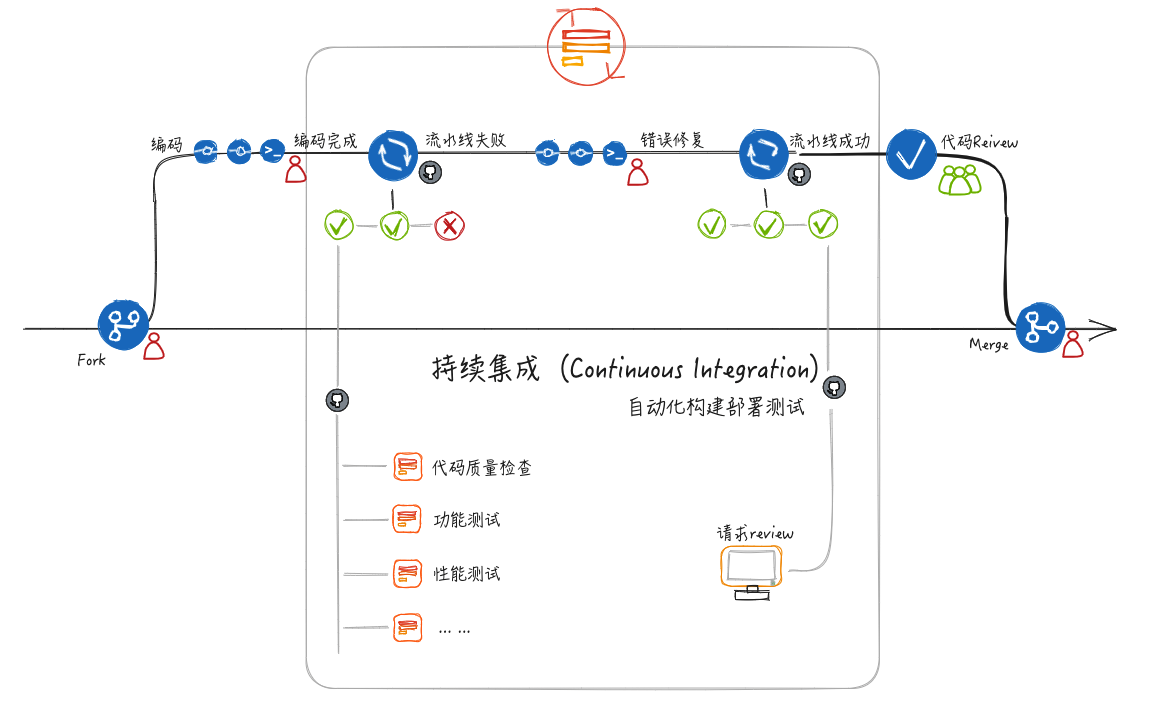 编码
编码完成
流水线失败
错误修复
流水线成功
代码Reivew
Fork
Merge
持续集成（Continuous Integration)
自动化构建部署测试
代码质量检查
功能测试
性能测试
... ...
请求review